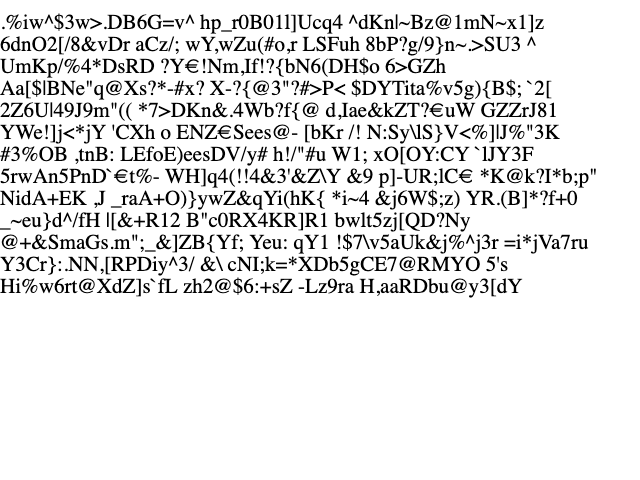 .%iw^$3w>.DB6G=v^ hp_r0B01l]Ucq4 ^dKn|~Bz@1mN~x1]z
6dnO2[/8&vDr aCz/; wY,wZu(#o,r LSFuh 8bP?g/9}n~.>SU3 ^
UmKp/%4*DsRD ?Y€!Nm,If!?{bN6(DH$o 6>GZh
Aa[$|BNe"q@Xs?*-#x? X-?{@3"?#>P< $DYTita%v5g){B$; `2[
2Z6U|49J9m"(( *7>DKn&.4Wb?f{@ d,Iae&kZT?€uW GZZrJ81
YWe!]j<*jY 'CXh o ENZ€Sees@- [bKr /! N:Sy\lS}V<%]|J%"3K
#3%OB ,tnB: LEfoE)eesDV/y# h!/"#u W1; xO[OY:CY `lJY3F
5rwAn5PnD`€t%- WH]q4(!!4&3'&Z\Y &9 p]-UR;lC€ *K@k?I*b;p"
NidA+EK ,J _raA+O)}ywZ&qYi(hK{ *i~4 &j6W$;z) YR.(B]*?f+0
_~eu}d^/fH |[&+R12 B"c0RX4KR]R1 bwlt5zj[QD?Ny
@+&SmaGs.m";_&]ZB{Yf; Yeu: qY1 !$7\v5aUk&j%^j3r =i*jVa7ru
Y3Cr}:.NN,[RPDiy^3/ &\ cNI;k=*XDb5gCE7@RMYO 5's
Hi%w6rt@XdZ]s`fL zh2@$6:+sZ -Lz9ra H,aaRDbu@y3[dY